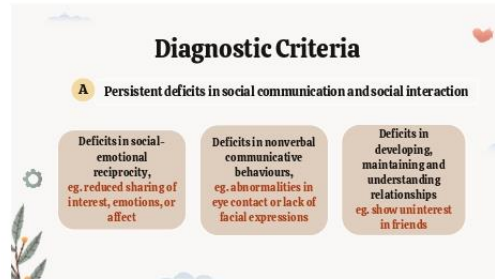 Diagnostic Criteria
A Persistent deficits in social communication and social interaction
Deficits in social-
emotional
reciprocity,
eg. reduced sharing of
interest, emotions, or
affect
Deficits in nonverbal
communicative
behaviours,
eg. abnormalities in
eye contact or lack of
facial expressions
Deficits in
developing,
maintaining and
understanding
relationships
eg. show uninterest
in friends